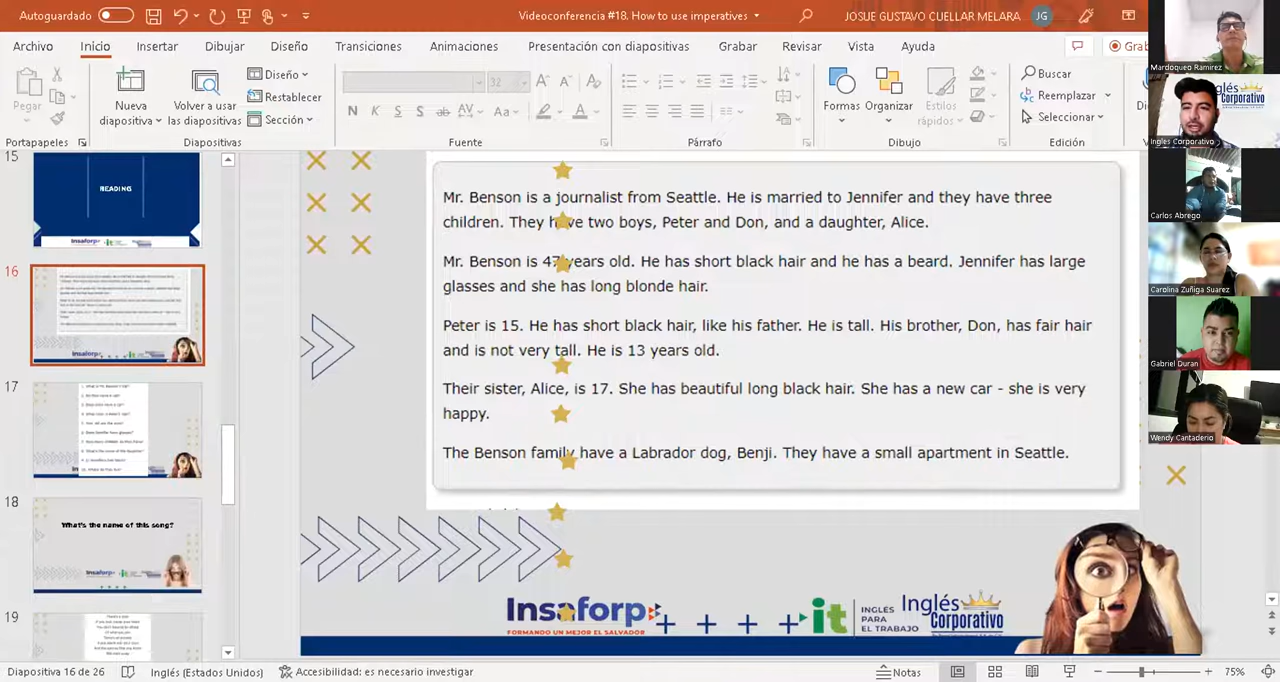 Autoguardado
Videoconferencia #18. How to use imperatives
JOSUE GUSTAVO CUELLAR MELARA
JG
Archivo
Inicio
Insertar
Dibujar
Diseño
Transiciones
Animaciones
Presentación con diapositivas
Grabar
Revisar
Vista
Ayuda
Grab
Pegar
Nueva
diapositiva
Volver a usar
las diapositivas
Diseño
Restablecer
Sección
N K S S ab AV
Aa
Formas
Organizar
Estilos
rápidos
Buscar
Reemplazar
Seleccionar
Portapapeles
Diapositivas
Fuente
Párrafo
Dibujo
Edición
15
READING
16
17
18
What's the name of this song?
19
Mr. Benson is a journalist from Seattle. He is married to Jennifer and they have three
children. They have two boys, Peter and Don, and a daughter, Alice.
Mr. Benson is 47 years old. He has short black hair and he has a beard. Jennifer has large
glasses and she has long blonde hair.
Peter is 15. He has short black hair, like his father. He is tall. His brother, Don, has fair hair
and is not very tall. He is 13 years old.
Their sister, Alice, is 17. She has beautiful long black hair. She has a new car - she is very
happy.
The Benson family have a Labrador dog, Benji. They have a small apartment in Seattle.
Insaforp
FORMANDO UN MEJOR EL SALVADOR
it
INGLES
PARA
EL TRABAJO
Inglés
Corporativo
Mardoqueo Ramirez
Inglés
Corporativo
Ingles Corporativo
Carlos Abrego
Carolina Zuñiga Suarez
Gabriel Duran
Wendy Cantaderio
Diapositiva 16 de 26
Inglés (Estados Unidos)
Accesibilidad: es necesario investigar
Notas
75%